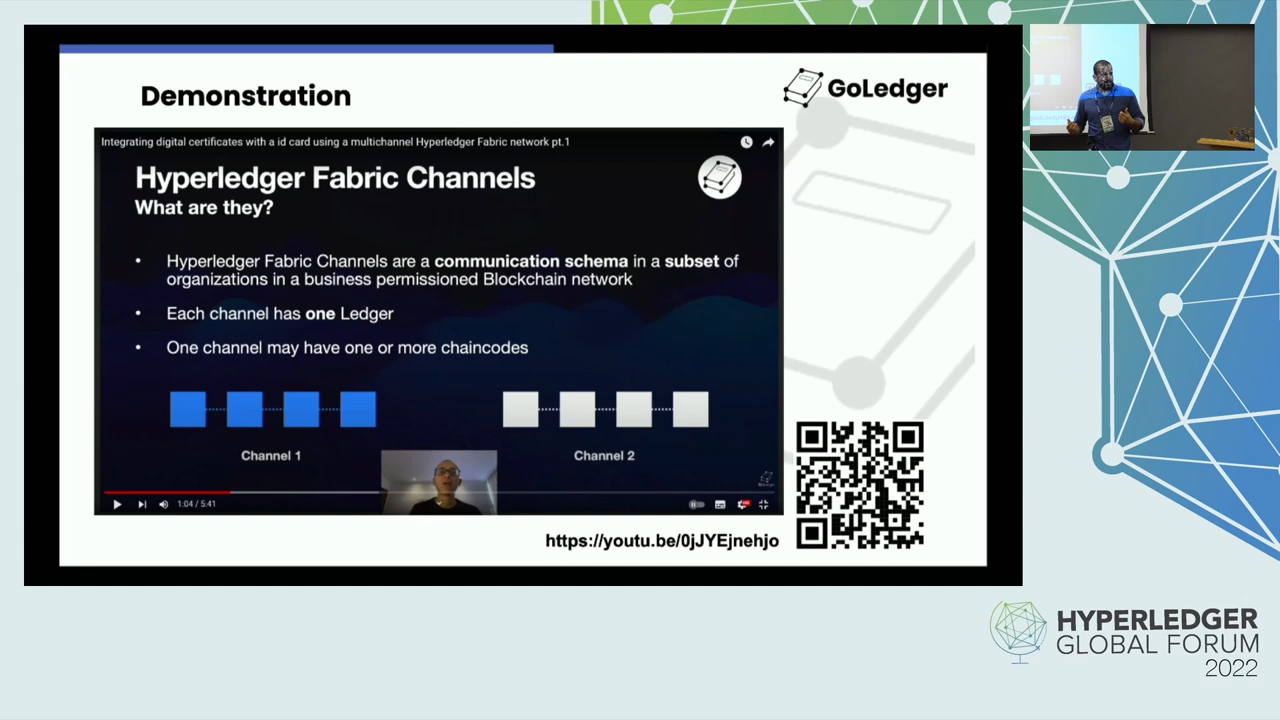 Demonstration
GoLedger
Integrating digital certificates with a id card using a multichannel Hyperledger Fabric network pt.1
Hyperledger Fabric Channels
What are they?
• Hyperledger Fabric Channels are a communication schema in a subset of
organizations in a business permissioned Blockchain network
• Each channel has one Ledger
• One channel may have one or more chaincodes
Channel 1
Channel 2
1:04 / 5:41
https://youtu.be/0jJYEjnehjo
HYPERLEDGER
GLOBAL FORUM
2022